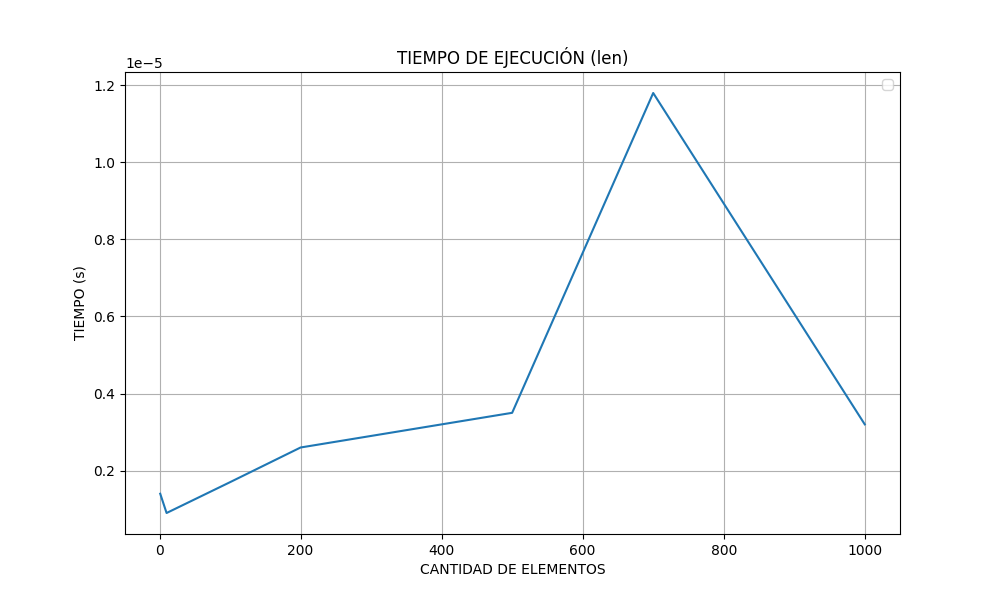 TIEMPO DE EJECUCIÓN (len)
1e−5
1.2
1.0
0.8
0.6
0.4
0.2
TIEMPO (s)
0 200 400 600 800 1000
CANTIDAD DE ELEMENTOS